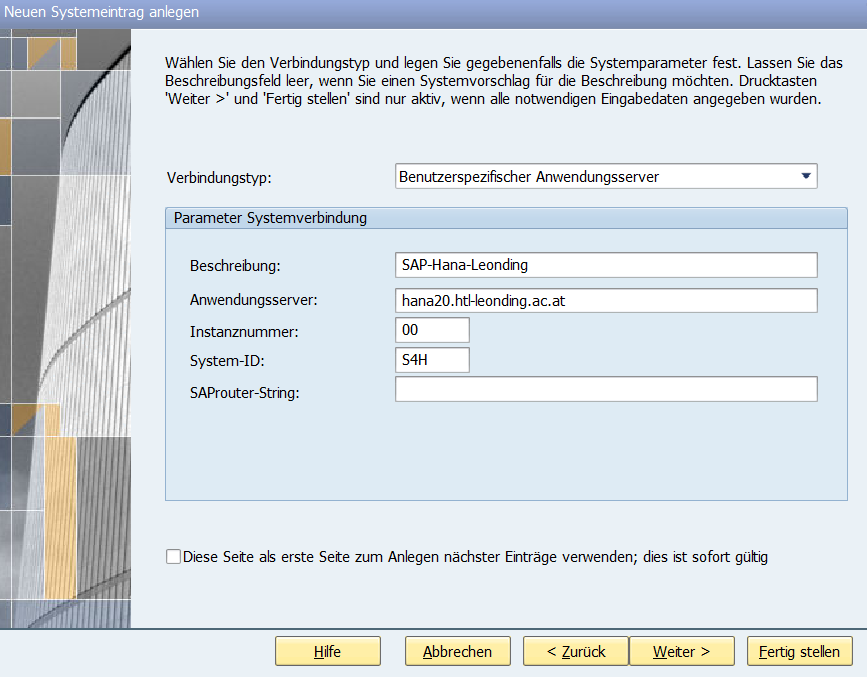 Neuen Systemeintrag anlegen
Wählen Sie den Verbindungstyp und legen Sie gegebenenfalls die Systemparameter fest. Lassen Sie das
Beschreibungsfeld leer, wenn Sie einen Systemvorschlag für die Beschreibung möchten. Drucktasten
'Weiter >' und 'Fertig stellen' sind nur aktiv, wenn alle notwendigen Eingabedaten angegeben wurden.
Verbindungstyp: Benutzerspezifischer Anwendungsserver
Parameter Systemverbindung
Beschreibung: SAP-Hana-Leonding
Anwendungsserver: hana20.htl-leonding.ac.at
Instanznummer: 00
System-ID: S4H
SAProuter-String:
Diese Seite als erste Seite zum Anlegen nächster Einträge verwenden; dies ist sofort gültig
Hilfe Abbrechen < Zurück Weiter > Fertig stellen